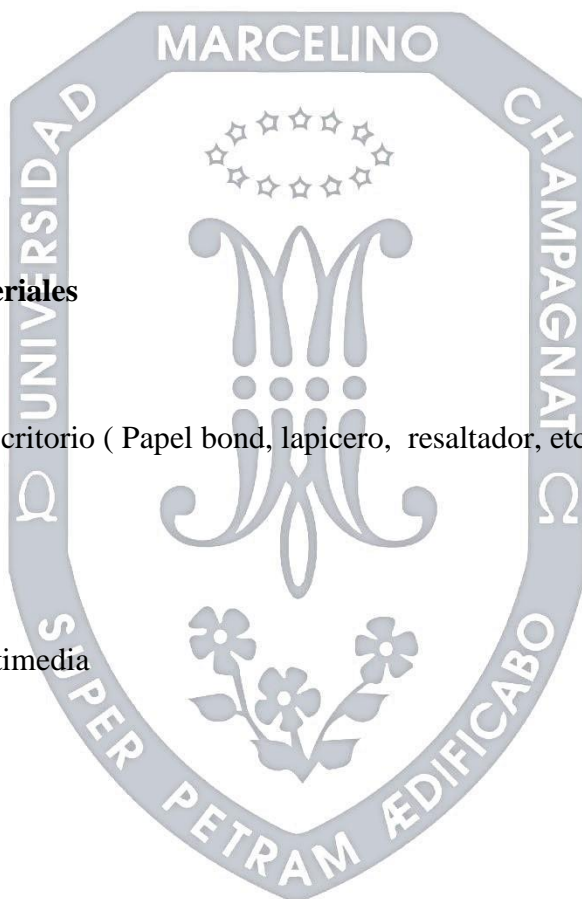 MARCELINO
UNIVERSIDAD
CHAMPAGNAT
eriales
critorio ( Papel bond, lapicero, resaltador, etc
timedia
SUPER PETRAM ÆDIFICABO